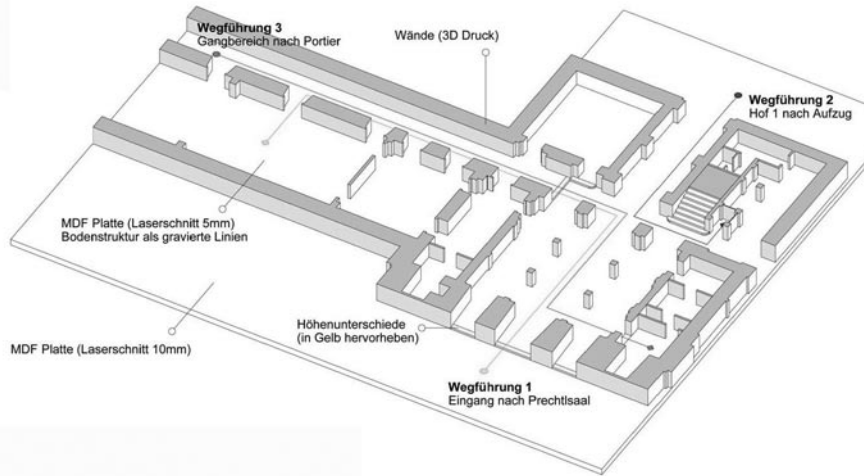 Wegführung 3
Gangbereich nach Portier
Wände (3D Druck)
Wegführung 2
Hof 1 nach Aufzug
MDF Platte (Laserschnitt 5mm)
Bodenstruktur als gravierte Linien
MDF Platte (Laserschnitt 10mm)
Höhenunterschiede
(in Gelb hervorheben)
Wegführung 1
Eingang nach Prechtlsaal